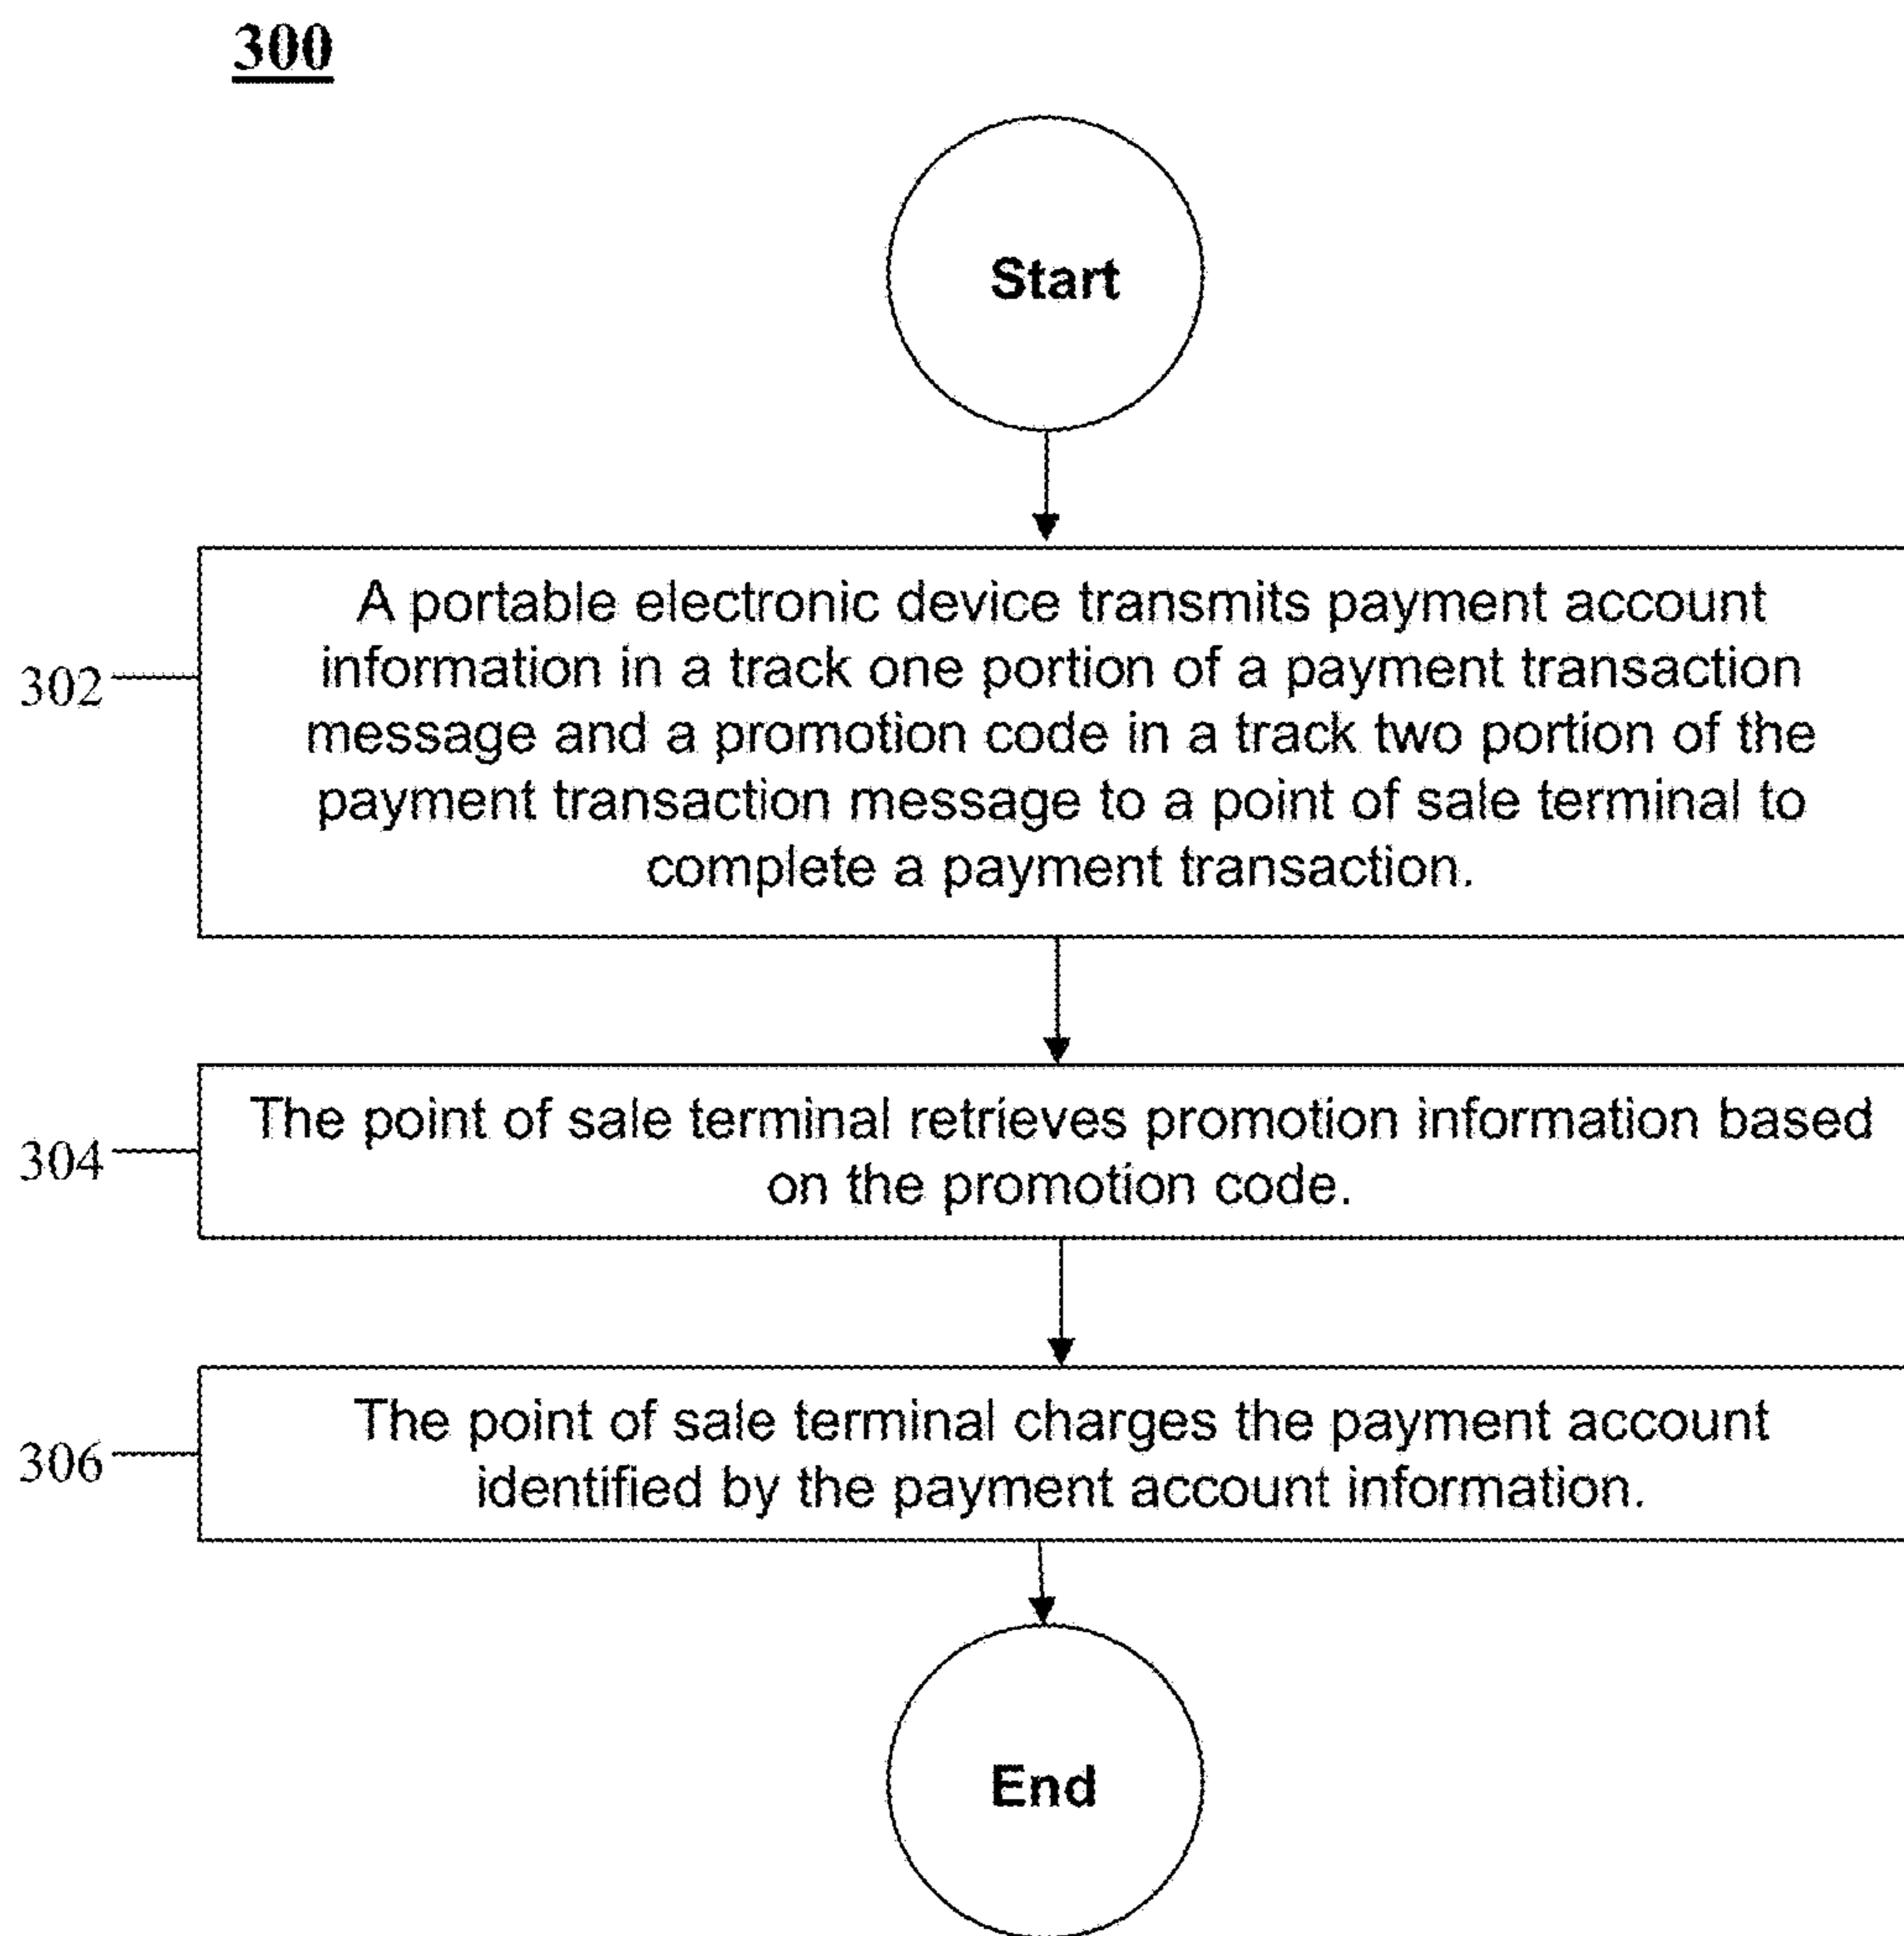 300
Start
302
A portable electronic device transmits payment account
information in a track one portion of a payment transaction
message and a promotion code in a track two portion of the
payment transaction message to a point of sale terminal to
complete a payment transaction.
304
The point of sale terminal retrieves promotion information based
on the promotion code.
306
The point of sale terminal charges the payment account
identified by the payment account information.
End